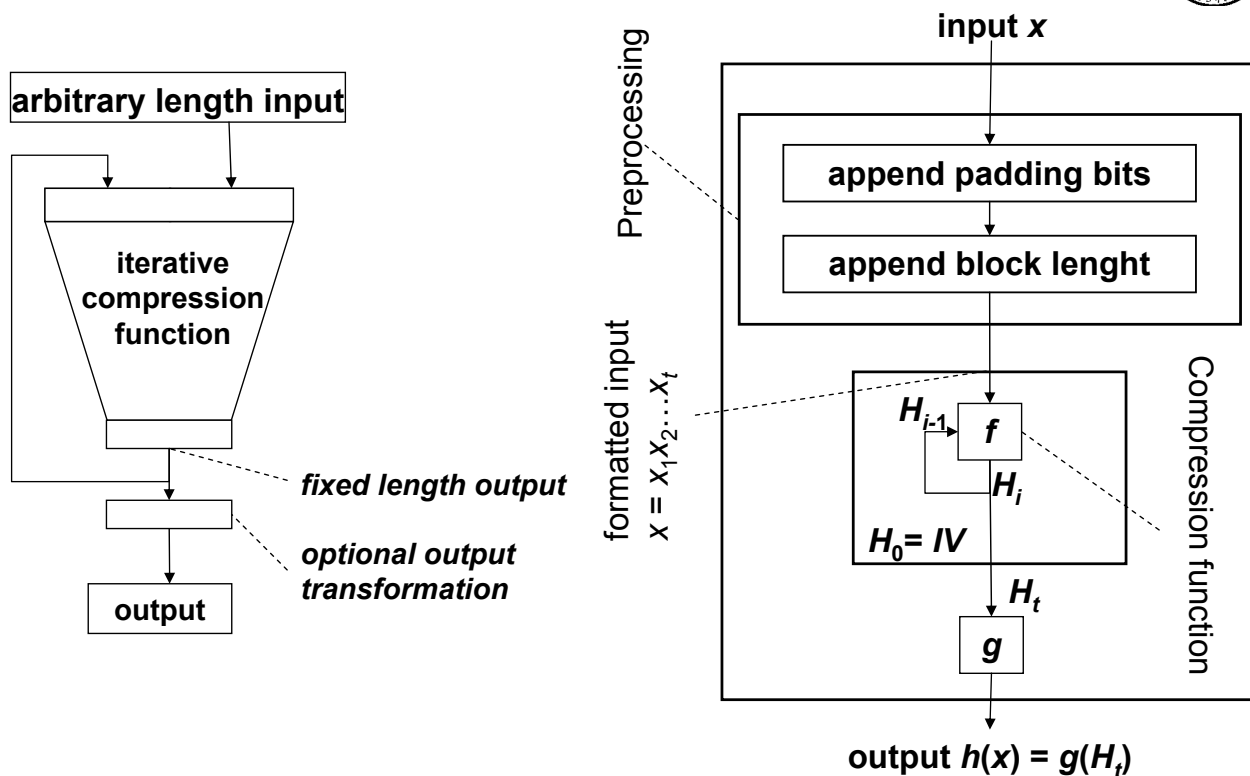 arbitrary length input
iterative
compression
function
fixed length output
optional output
transformation
output
input x
Preprocessing
append padding bits
append block lenght
formatted input
x = x₁x₂…xₜ
Hᵢ₋₁
f
Hᵢ
H₀= IV
Compression function
Hₜ
g
output h(x) = g(Hₜ)